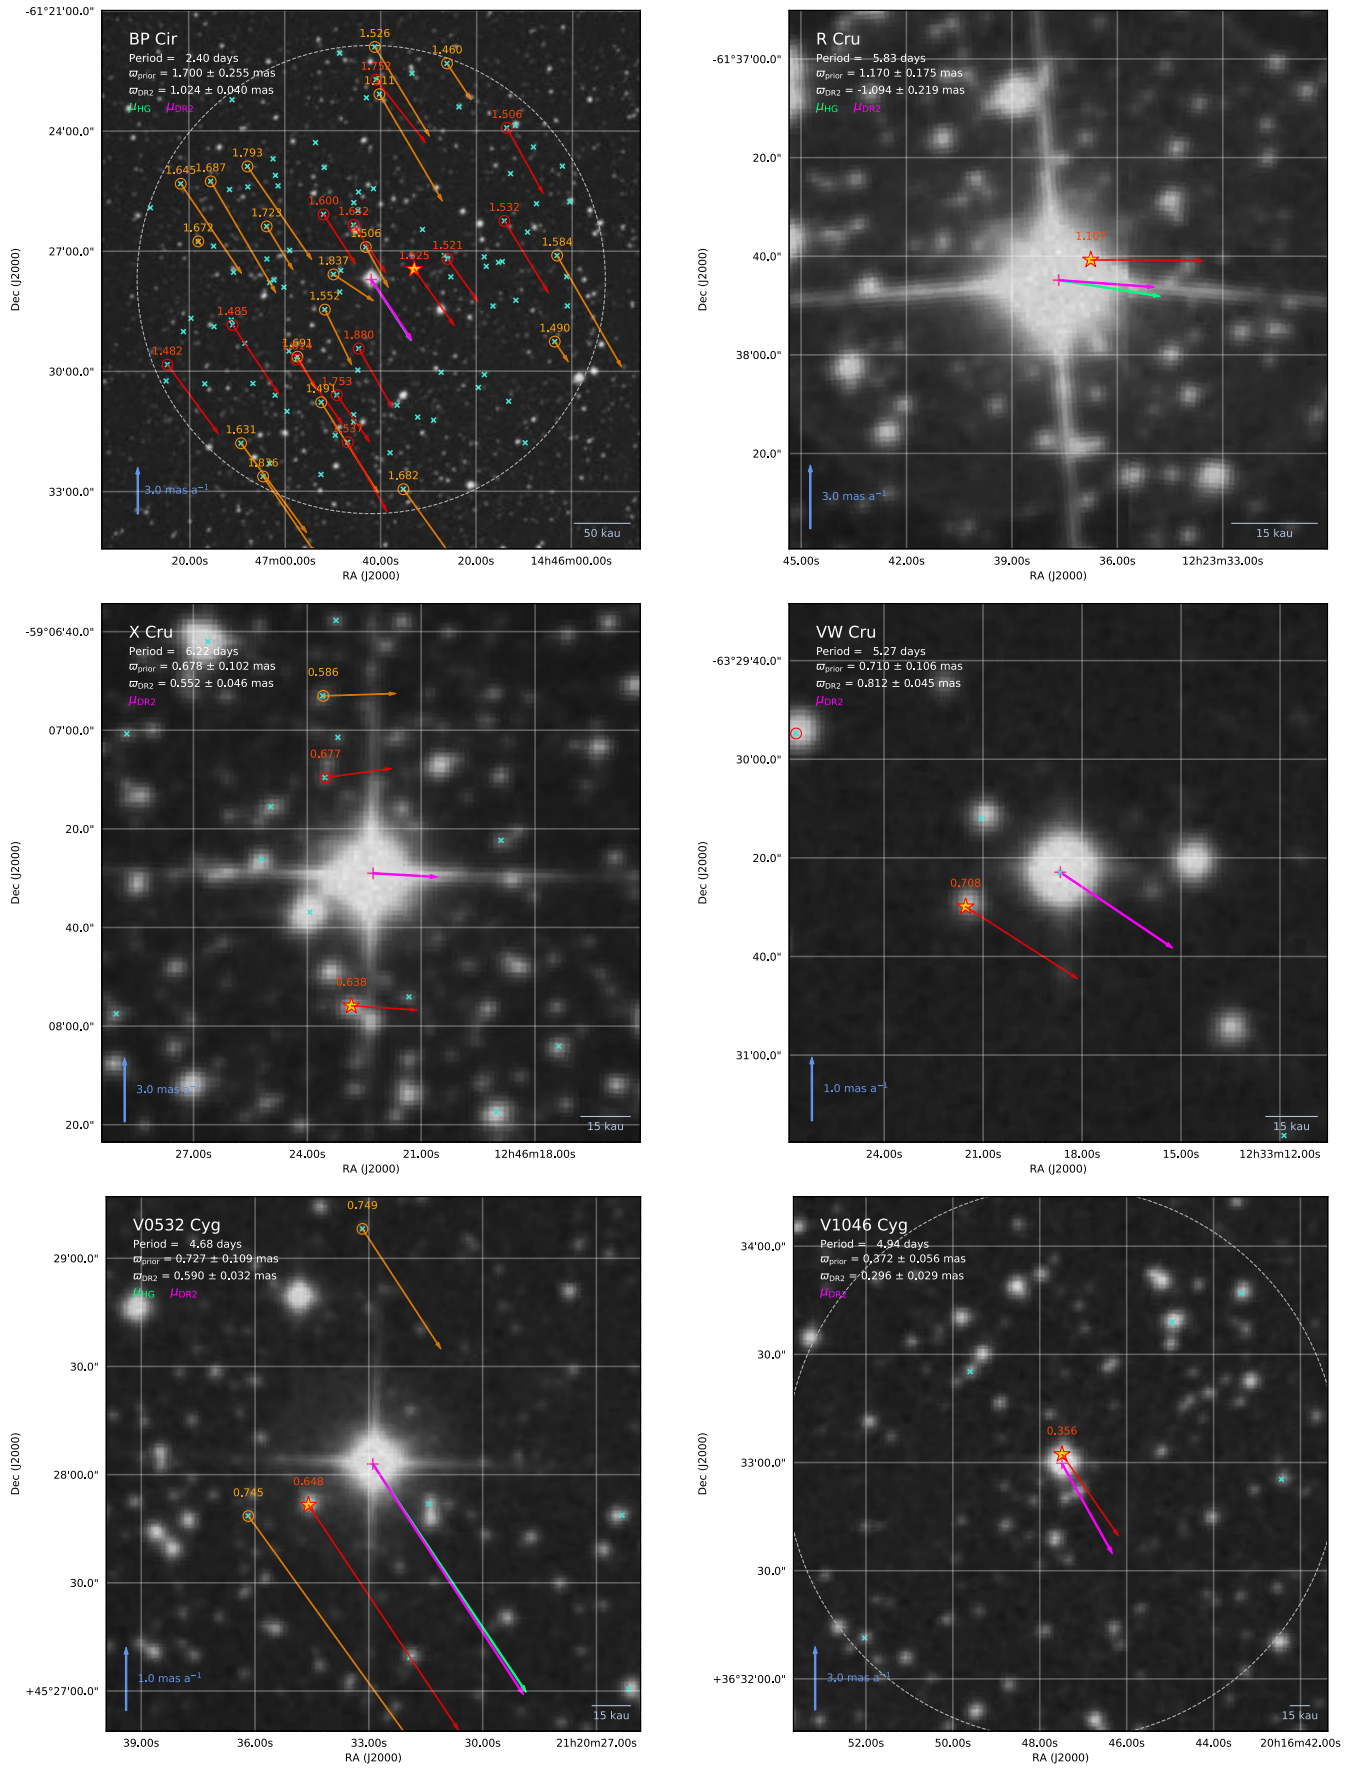 BP Cir
Period = 2.40 days
ϖprior = 1.700 ± 0.255 mas
ϖDR2 = 1.024 ± 0.040 mas
μHG μDR2
-61°21'00.0"
24'00.0"
27'00.0"
30'00.0"
33'00.0"
Dec (J2000)
1.526
1.460
1.752
1.511
1.506
1.793
1.645
1.687
1.600
1.532
1.723
1.672
1.506
1.521
1.584
1.625
1.837
1.552
1.485
1.880
1.490
1.482
1.691
1.753
1.491
1.631
1.537
1.836
1.682
3.0 mas a⁻¹
50 kau
20.00s
47m00.00s
40.00s
20.00s
14h46m00.00s
RA (J2000)
R Cru
Period = 5.83 days
ϖprior = 1.170 ± 0.175 mas
ϖDR2 = -1.094 ± 0.219 mas
μHG μDR2
-61°37'00.0"
20.0"
40.0"
38'00.0"
20.0"
Dec (J2000)
1.107
3.0 mas a⁻¹
15 kau
45.00s
42.00s
39.00s
36.00s
12h23m33.00s
RA (J2000)
X Cru
Period = 6.22 days
ϖprior = 0.678 ± 0.102 mas
ϖDR2 = 0.552 ± 0.046 mas
μDR2
-59°06'40.0"
07'00.0"
20.0"
40.0"
08'00.0"
20.0"
Dec (J2000)
0.586
0.677
0.638
3.0 mas a⁻¹
15 kau
27.00s
24.00s
21.00s
12h46m18.00s
RA (J2000)
VW Cru
Period = 5.27 days
ϖprior = 0.710 ± 0.106 mas
ϖDR2 = 0.812 ± 0.045 mas
μDR2
-63°29'40.0"
30'00.0"
20.0"
40.0"
31'00.0"
Dec (J2000)
0.708
1.0 mas a⁻¹
15 kau
24.00s
21.00s
18.00s
15.00s
12h33m12.00s
RA (J2000)
V0532 Cyg
Period = 4.68 days
ϖprior = 0.727 ± 0.109 mas
ϖDR2 = 0.590 ± 0.032 mas
μHG μDR2
29'00.0"
30.0"
28'00.0"
30.0"
+45°27'00.0"
Dec (J2000)
0.749
0.648
0.745
1.0 mas a⁻¹
15 kau
39.00s
36.00s
33.00s
30.00s
21h20m27.00s
RA (J2000)
V1046 Cyg
Period = 4.94 days
ϖprior = 0.372 ± 0.056 mas
ϖDR2 = 0.296 ± 0.029 mas
μDR2
34'00.0"
30.0"
33'00.0"
30.0"
+36°32'00.0"
Dec (J2000)
0.356
3.0 mas a⁻¹
15 kau
52.00s
50.00s
48.00s
46.00s
44.00s
20h16m42.00s
RA (J2000)